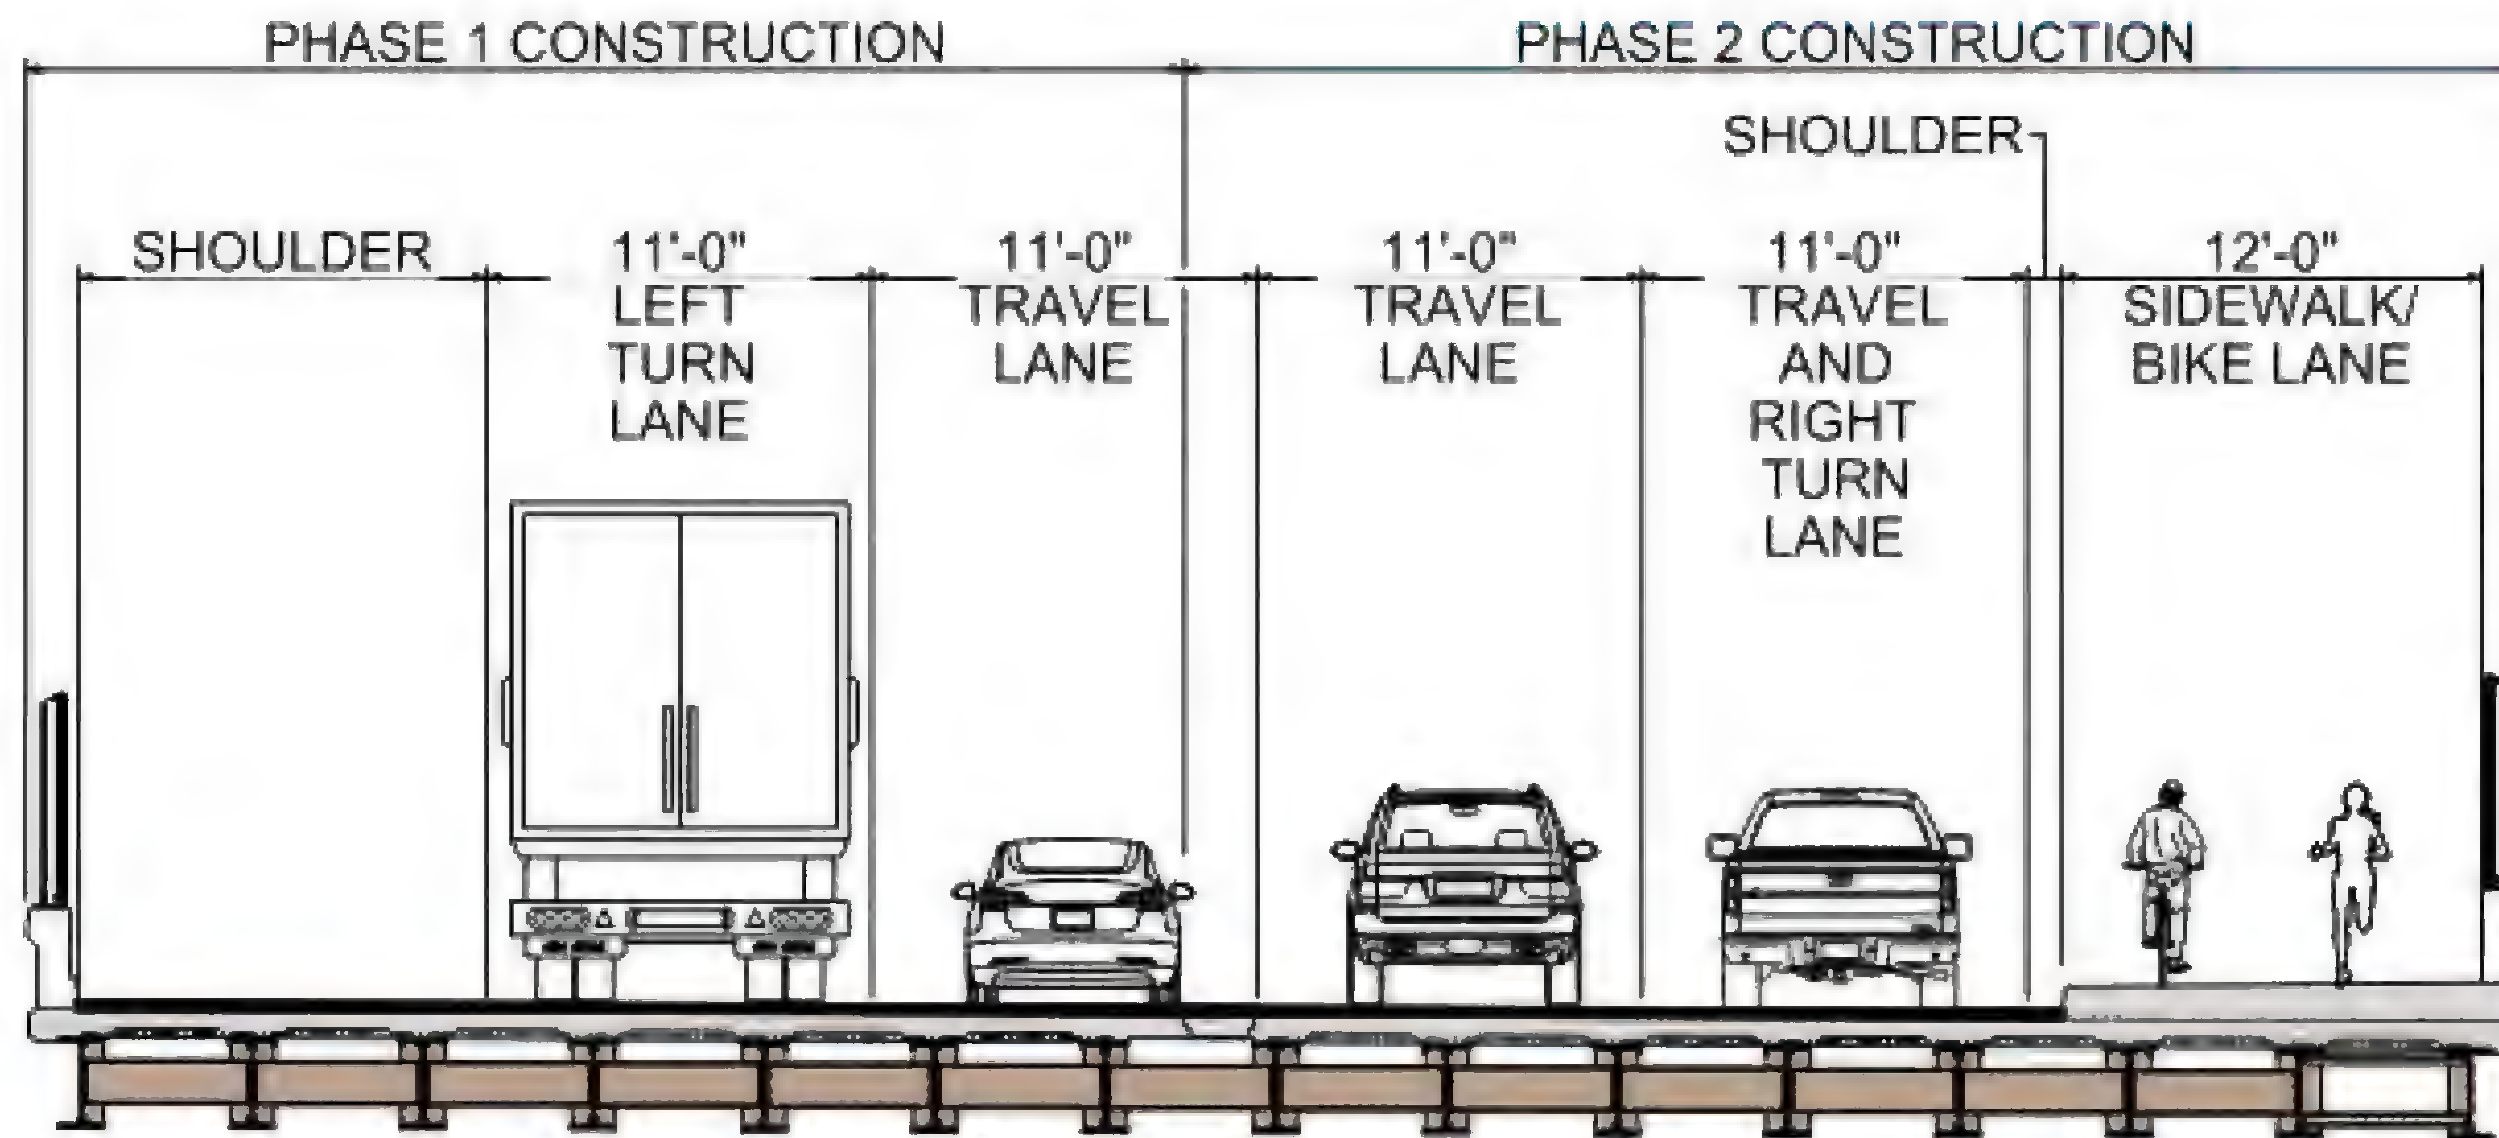 PHASE 1 CONSTRUCTION
PHASE 2 CONSTRUCTION
SHOULDER
SHOULDER
11'-0"
LEFT
TURN
LANE
11'-0"
TRAVEL
LANE
11'-0"
TRAVEL
LANE
11'-0"
TRAVEL
AND
RIGHT
TURN
LANE
12'-0"
SIDEWALK/
BIKE LANE